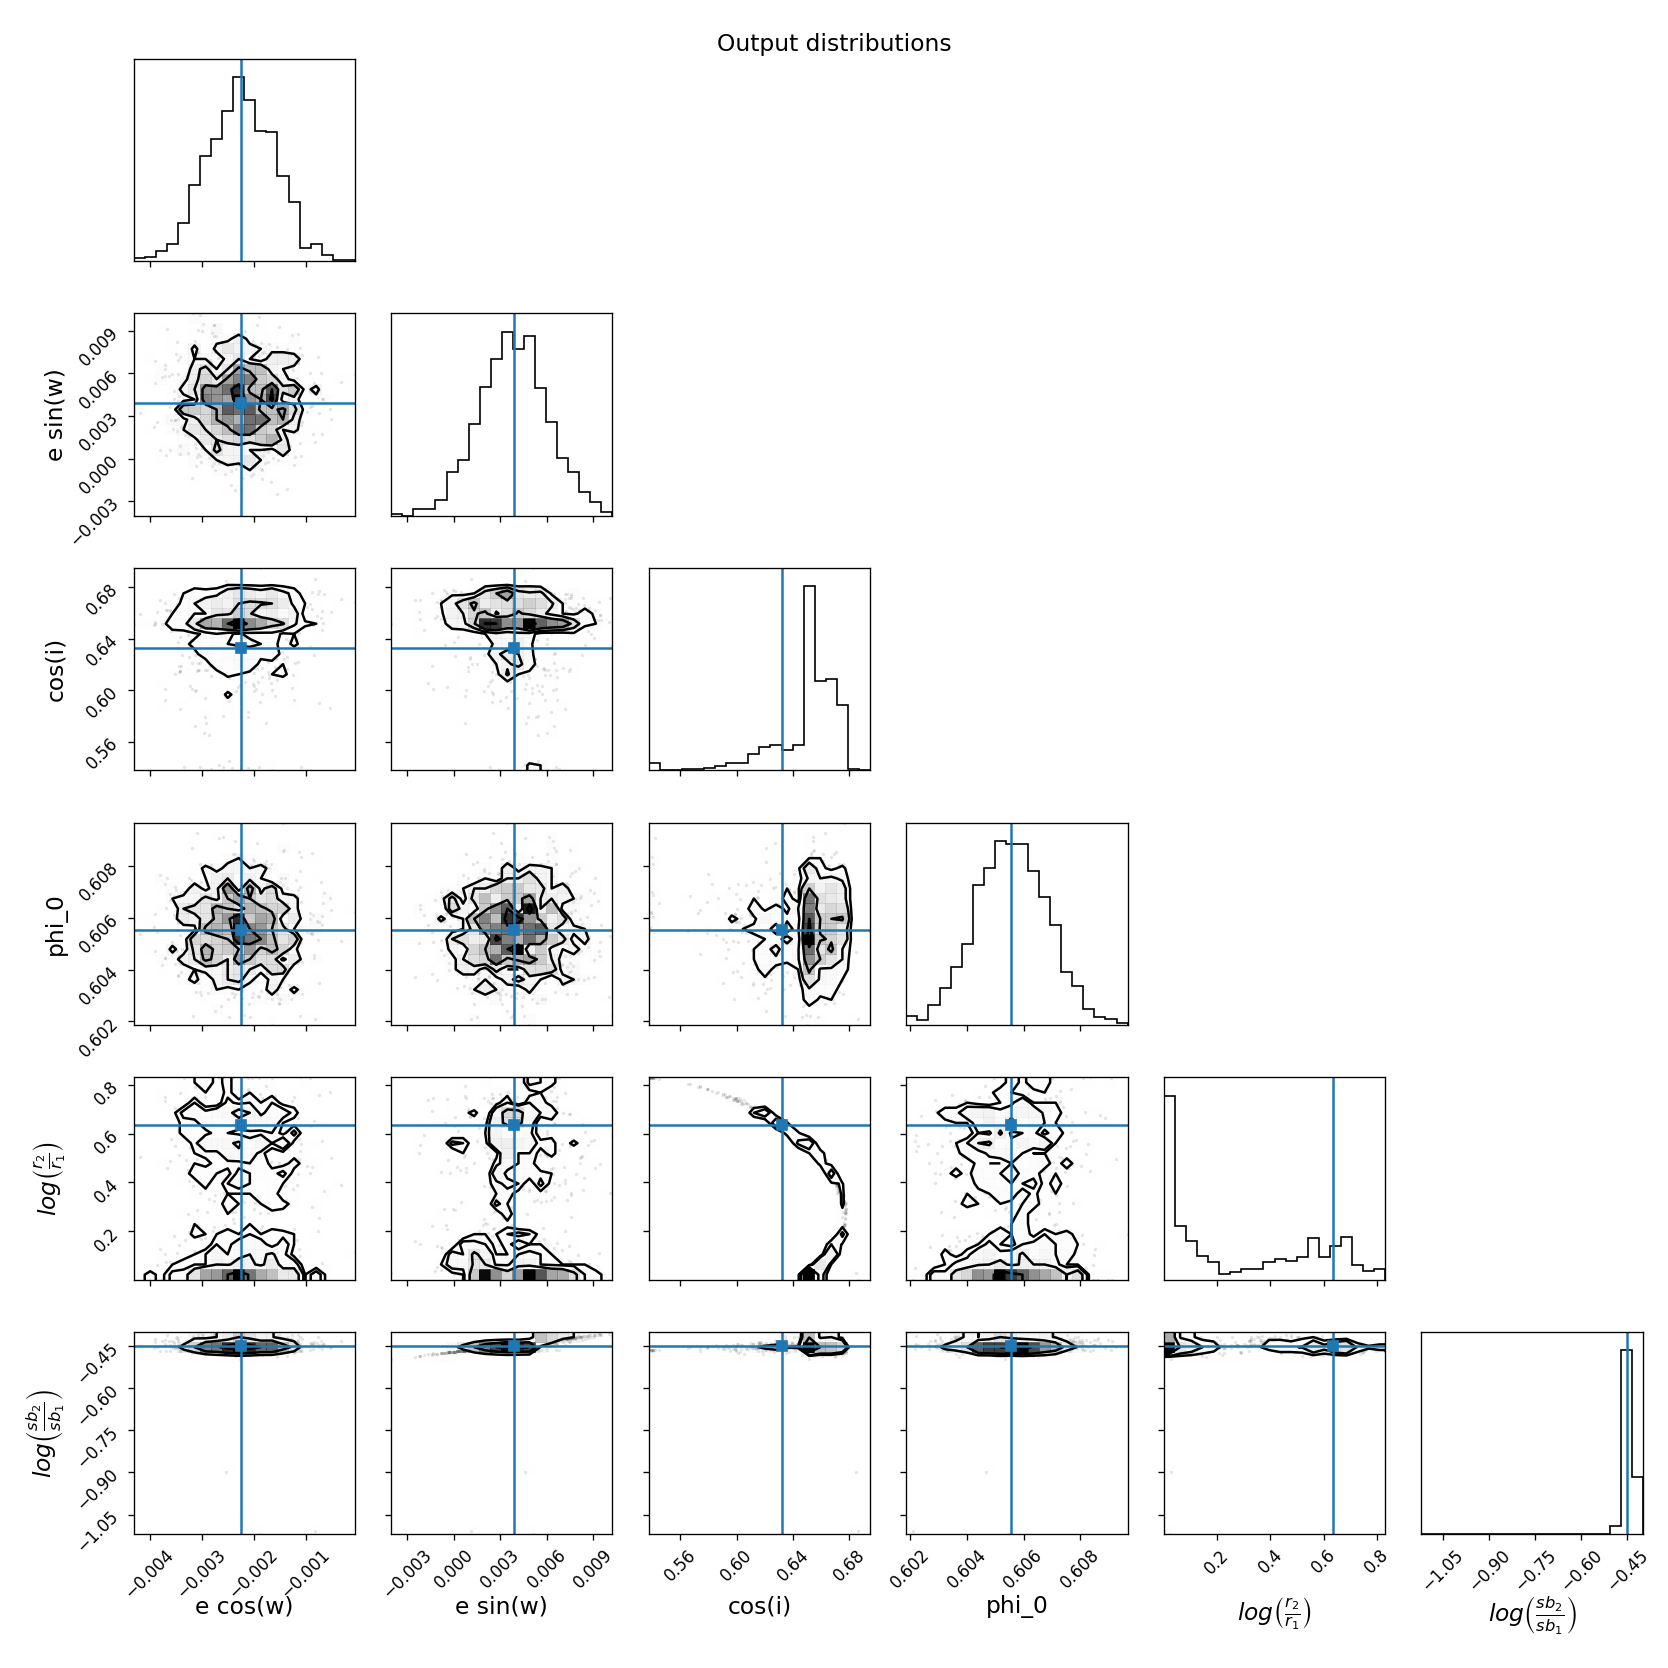 Output distributions
e sin(w)
0.009
0.006
0.003
0.000
−0.003
cos(i)
0.68
0.64
0.60
0.56
phi_0
0.608
0.606
0.604
0.602
log(r2/r1)
0.8
0.6
0.4
0.2
log(sb2/sb1)
−0.45
−0.60
−0.75
−0.90
−1.05
−0.004 −0.003 −0.002 −0.001
−0.003 0.000 0.003 0.006 0.009
0.56 0.60 0.64 0.68
0.602 0.604 0.606 0.608
0.2 0.4 0.6 0.8
−1.05 −0.90 −0.75 −0.60 −0.45
e cos(w)
e sin(w)
cos(i)
phi_0
log(r2/r1)
log(sb2/sb1)